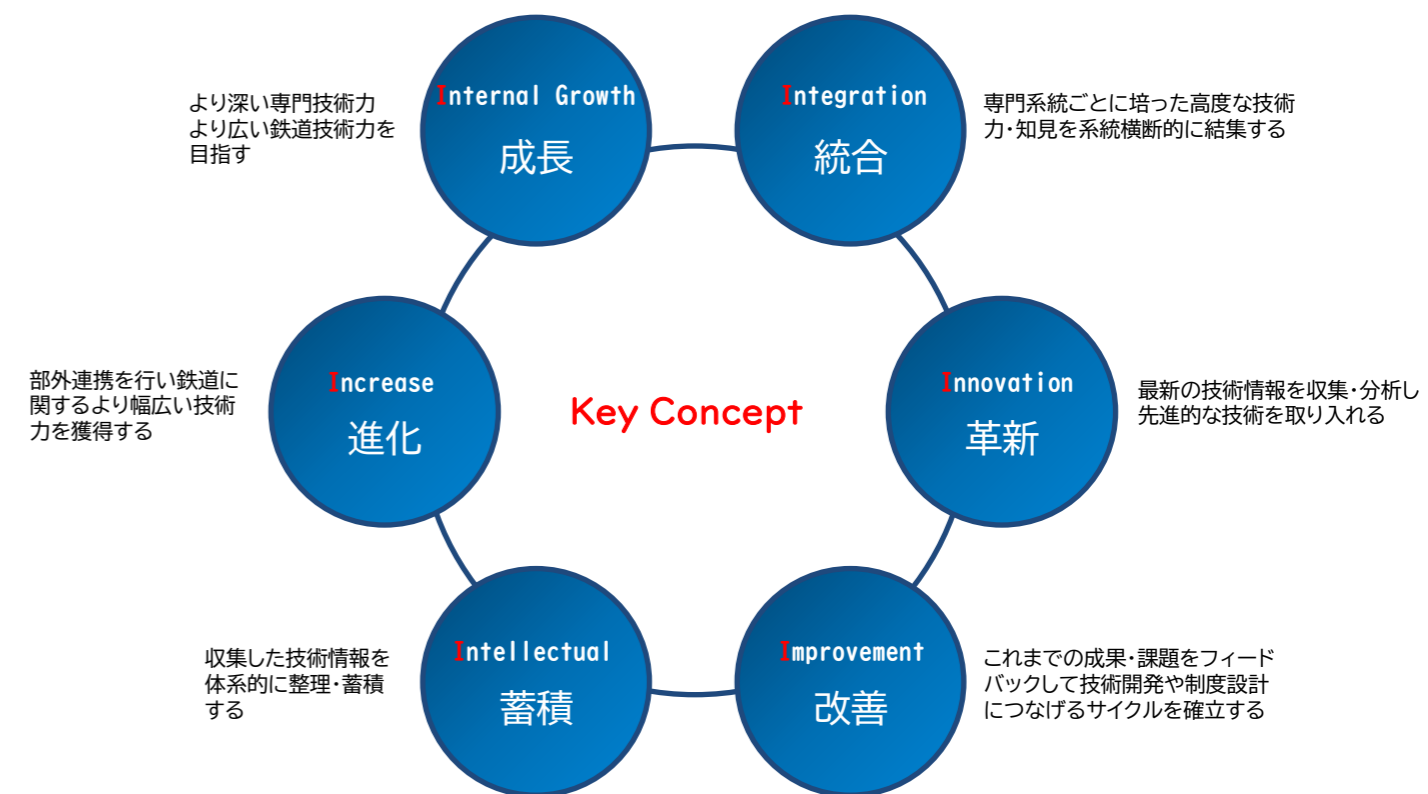 Internal Growth
成長
より深い専門技術力
より広い鉄道技術力を
目指す
Integration
統合
専門系統ごとに培った高度な技術
力・知見を系統横断的に結集する
Increase
進化
部外連携を行い鉄道に
関するより幅広い技術
力を獲得する
Key Concept
Innovation
革新
最新の技術情報を収集・分析し
先進的な技術を取り入れる
Intellectual
蓄積
収集した技術情報を
体系的に整理・蓄積
する
Improvement
改善
これまでの成果・課題をフィード
バックして技術開発や制度設計
につなげるサイクルを確立する